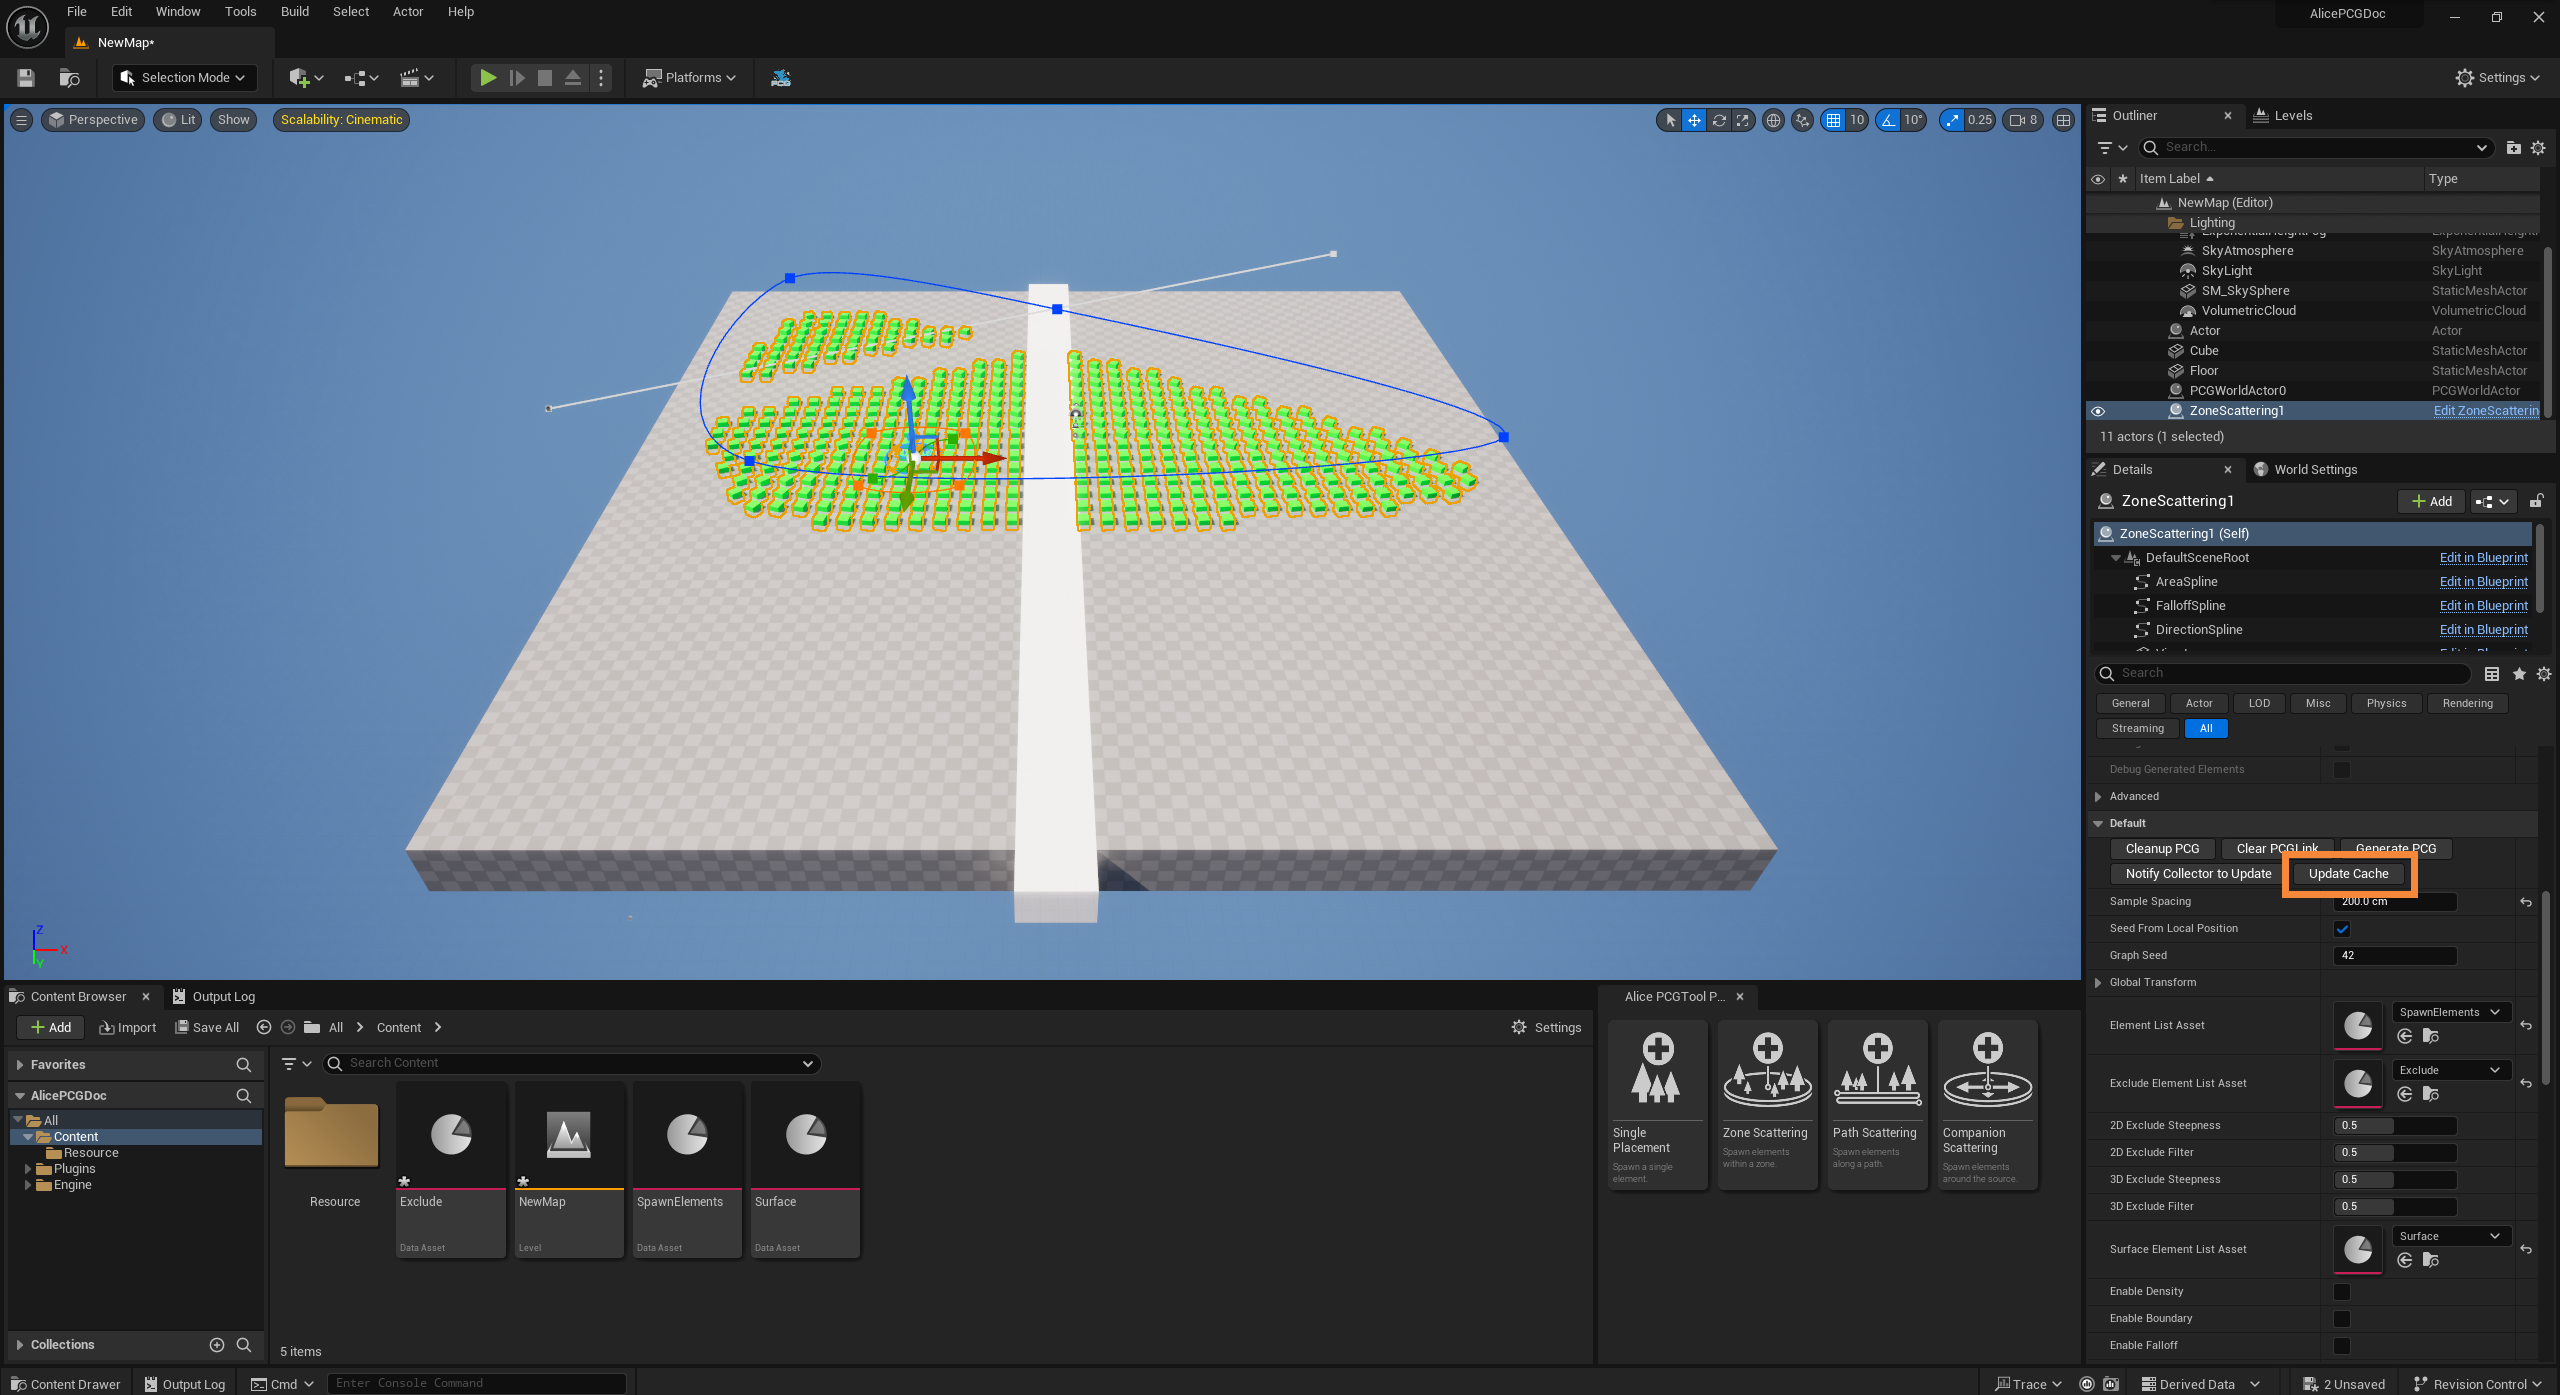 File Edit Window Tools Build Select Actor Help
AlicePCGDoc
NewMap*
Selection Mode
Platforms
Settings
Perspective Lit Show Scalability: Cinematic
10 10° 0.25 8
Outliner Levels
Search...
Item Label Type
NewMap (Editor)
Lighting
SkyAtmosphere SkyAtmosphere
SkyLight SkyLight
SM_SkySphere StaticMeshActor
VolumetricCloud VolumetricCloud
Actor Actor
Cube StaticMeshActor
Floor StaticMeshActor
PCGWorldActor0 PCGWorldActor
ZoneScattering1 Edit ZoneScatterin
11 actors (1 selected)
Details World Settings
ZoneScattering1 Add
ZoneScattering1 (Self)
DefaultSceneRoot Edit in Blueprint
AreaSpline Edit in Blueprint
FalloffSpline Edit in Blueprint
DirectionSpline Edit in Blueprint
Search
General Actor LOD Misc Physics Rendering
Streaming All
Debug Generated Elements
Advanced
Default
Cleanup PCG Clear PCGLink Generate PCG
Notify Collector to Update Update Cache
Sample Spacing 200.0 cm
Seed From Local Position
Graph Seed 42
Global Transform
Element List Asset SpawnElements
Exclude Element List Asset Exclude
2D Exclude Steepness 0.5
2D Exclude Filter 0.5
3D Exclude Steepness 0.5
3D Exclude Filter 0.5
Surface Element List Asset Surface
Enable Density
Enable Boundary
Enable Falloff
Z
X
Y
Content Browser Output Log
Add Import Save All All Content Settings
Favorites
Search Content
AlicePCGDoc
All
Content
Resource
Plugins
Engine
Collections
Resource
Exclude
Data Asset
NewMap
Level
SpawnElements
Data Asset
Surface
Data Asset
5 items
Alice PCGTool P...
Single Placement
Spawn a single element.
Zone Scattering
Spawn elements within a zone.
Path Scattering
Spawn elements along a path.
Companion Scattering
Spawn elements around the source.
Content Drawer Output Log Cmd Enter Console Command
Trace Derived Data 2 Unsaved Revision Control